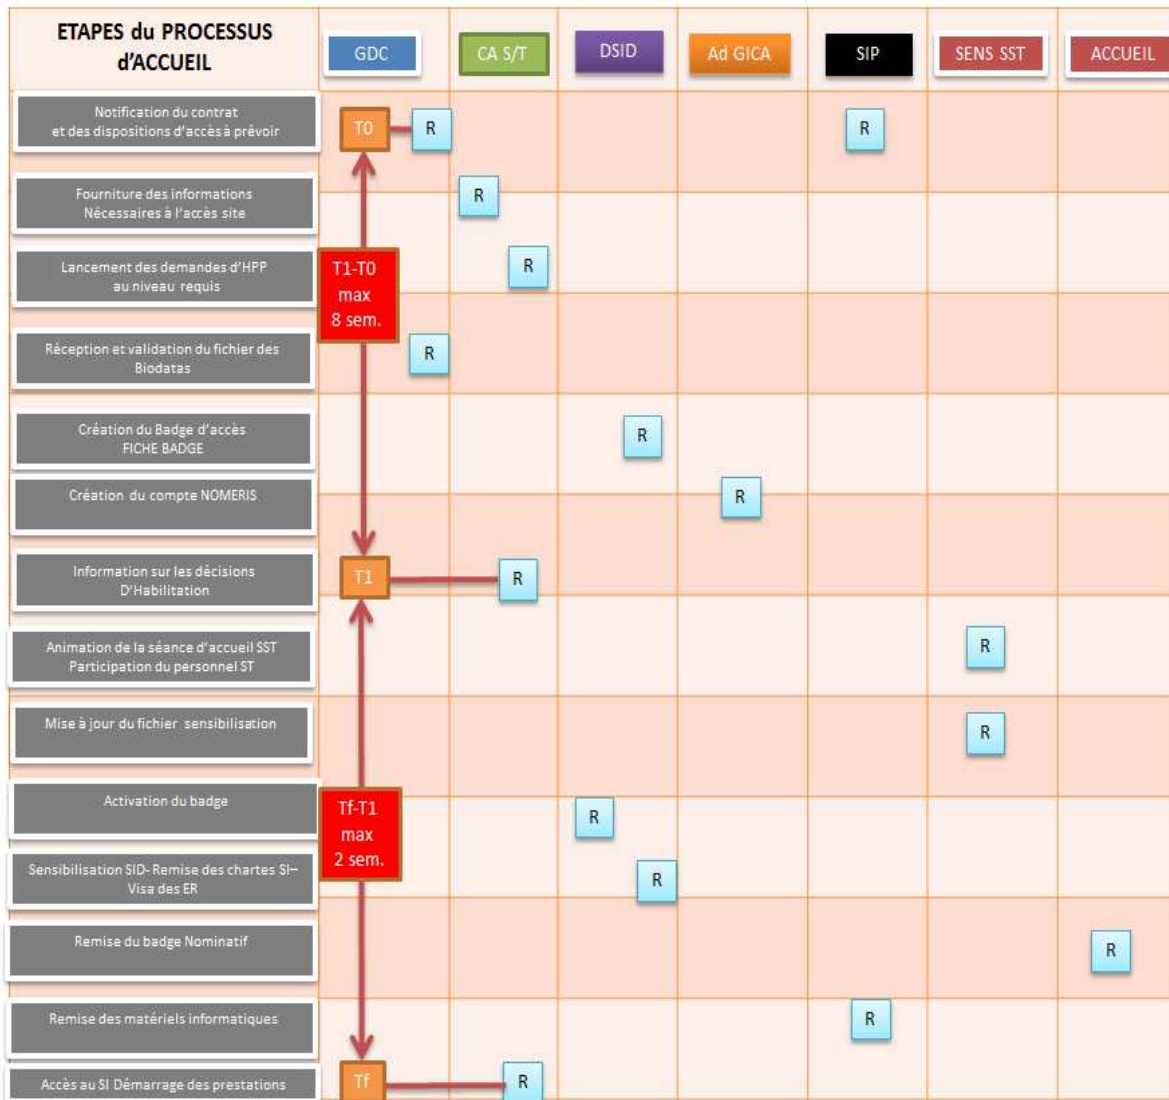 ETAPES du PROCESSUS
d'ACCUEIL
GDC
CA S/T
DSID
Ad GICA
SIP
SENS SST
ACCUEIL
Notification du contrat
et des dispositions d'accès à prévoir
T0
R
R
Fourniture des informations
Nécessaires à l'accès site
R
Lancement des demandes d'HPP
au niveau requis
T1-T0
max
8 sem.
R
Réception et validation du fichier des
Biodatas
R
Création du Badge d'accès
FICHE BADGE
R
Création du compte NOMERIS
R
Information sur les décisions
D'Habilitation
T1
R
Animation de la séance d'accueil SST
Participation du personnel ST
R
Mise à jour du fichier sensibilisation
R
Activation du badge
Tf-T1
max
2 sem.
R
Sensibilisation SID- Remise des chartes SI–
Visa des ER
R
Remise du badge Nominatif
R
Remise des matériels informatiques
R
Accès au SI Démarrage des prestations
Tf
R